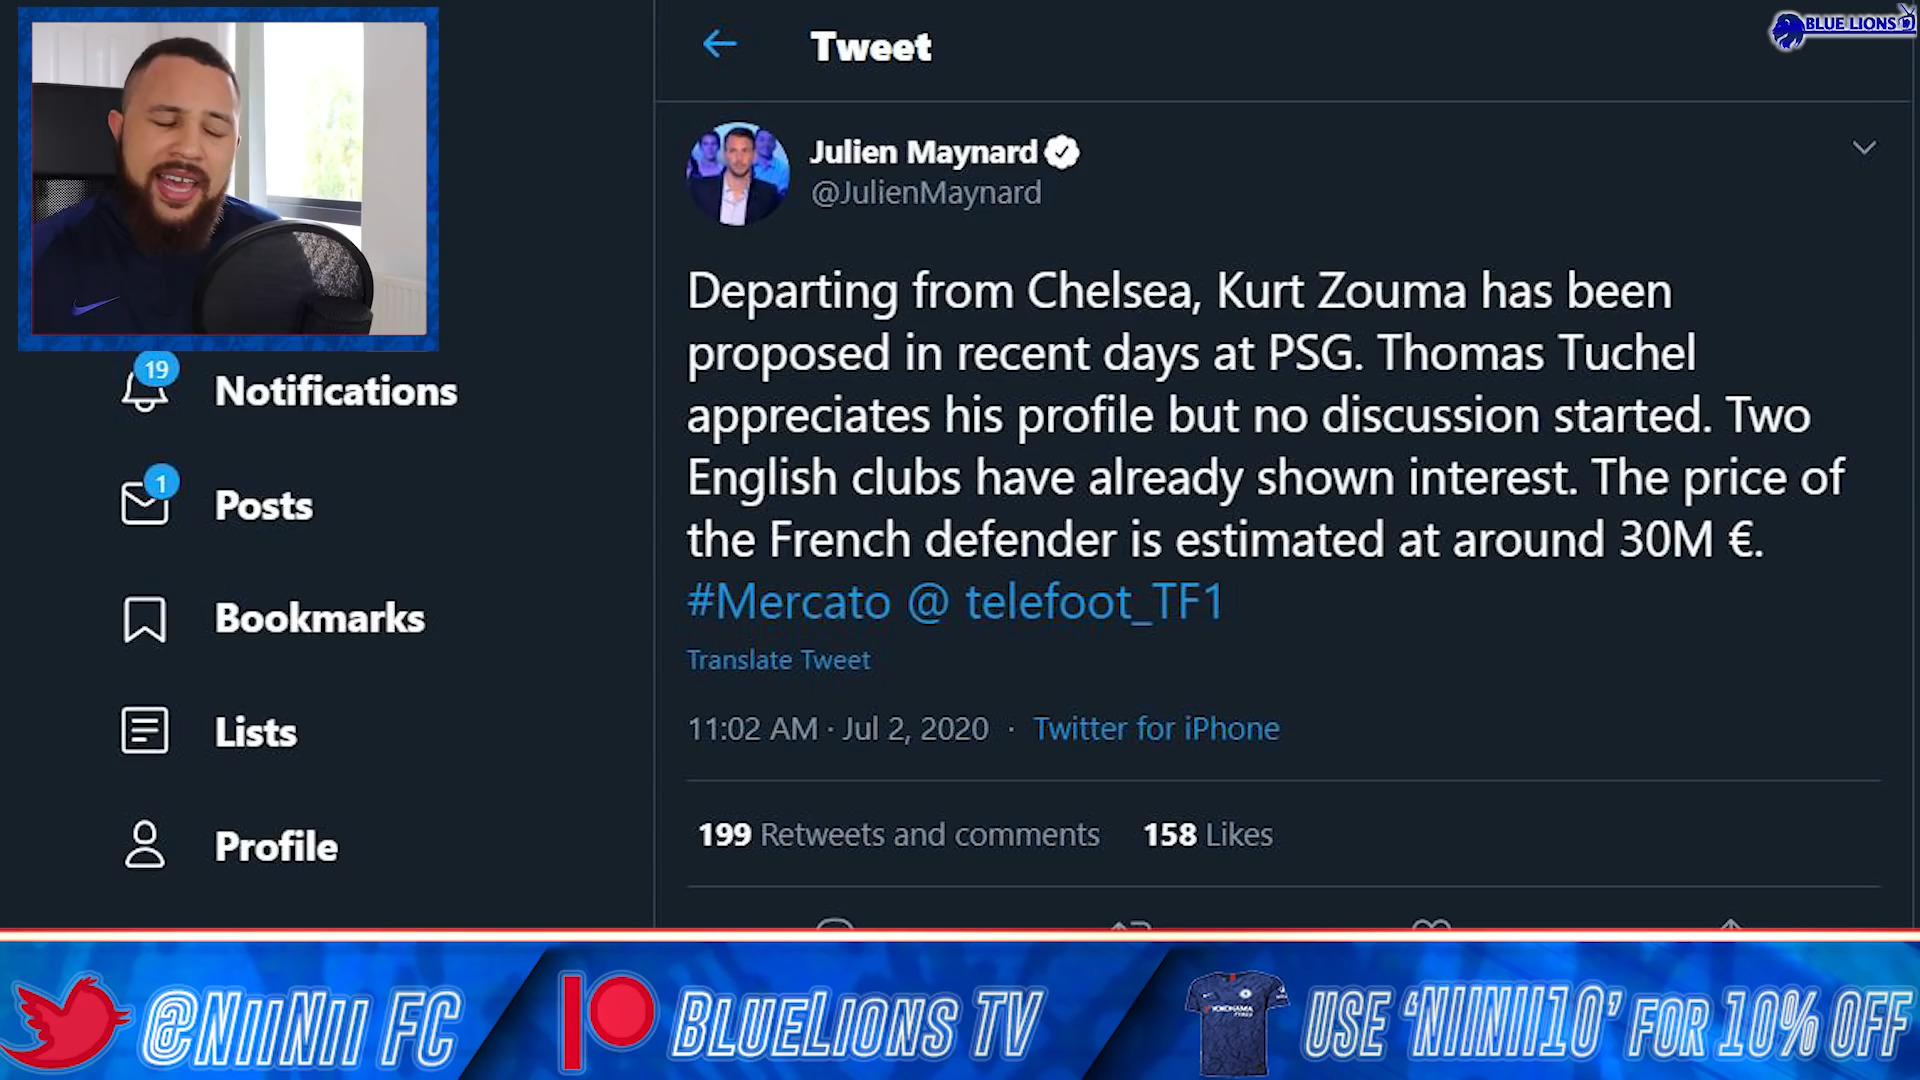 BLUE LIONS TV
Tweet
Julien Maynard
@JulienMaynard
Departing from Chelsea, Kurt Zouma has been
proposed in recent days at PSG. Thomas Tuchel
appreciates his profile but no discussion started. Two
English clubs have already shown interest. The price of
the French defender is estimated at around 30M €.
#Mercato @ telefoot_TF1
Translate Tweet
11:02 AM · Jul 2, 2020 · Twitter for iPhone
199 Retweets and comments 158 Likes
19
Notifications
1
Posts
Bookmarks
Lists
Profile
@NiiNii FC
BLUELIONS TV
YOKOHAMA
USE ‘NIINII10’ FOR 10% OFF